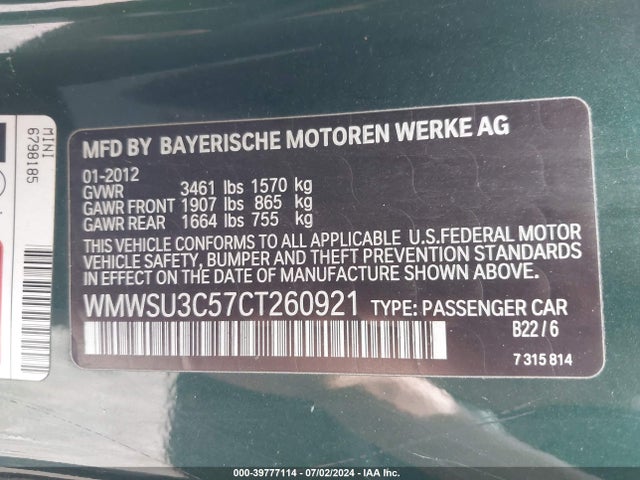 MINI
6798185
MFD BY BAYERISCHE MOTOREN WERKE AG
01-2012
GVWR 3461 lbs 1570 kg
GAWR FRONT 1907 lbs 865 kg
GAWR REAR 1664 lbs 755 kg
THIS VEHICLE CONFORMS TO ALL APPLICABLE U.S.FEDERAL MOTOR
VEHICLE SAFETY, BUMPER AND THEFT PREVENTION STANDARDS
IN EFFECT ON THE DATE OF MANUFACTURE SHOWN ABOVE.
WMWSU3C57CT260921 TYPE: PASSENGER CAR
B22/6
7 315 814
000-39777114 | 07/02/2024 | IAA Inc.